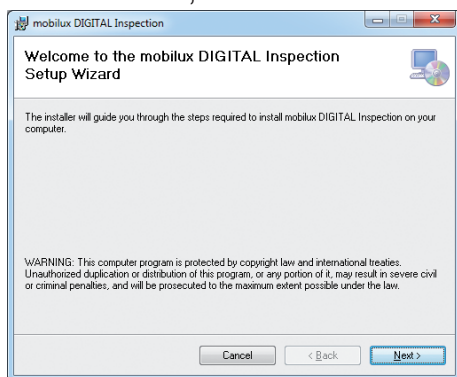 mobilux DIGITAL Inspection
Welcome to the mobilux DIGITAL Inspection
Setup Wizard
The installer will guide you through the steps required to install mobilux DIGITAL Inspection on your
computer.
WARNING: This computer program is protected by copyright law and international treaties.
Unauthorized duplication or distribution of this program, or any portion of it, may result in severe civil
or criminal penalties, and will be prosecuted to the maximum extent possible under the law.
Cancel
< Back
Next >